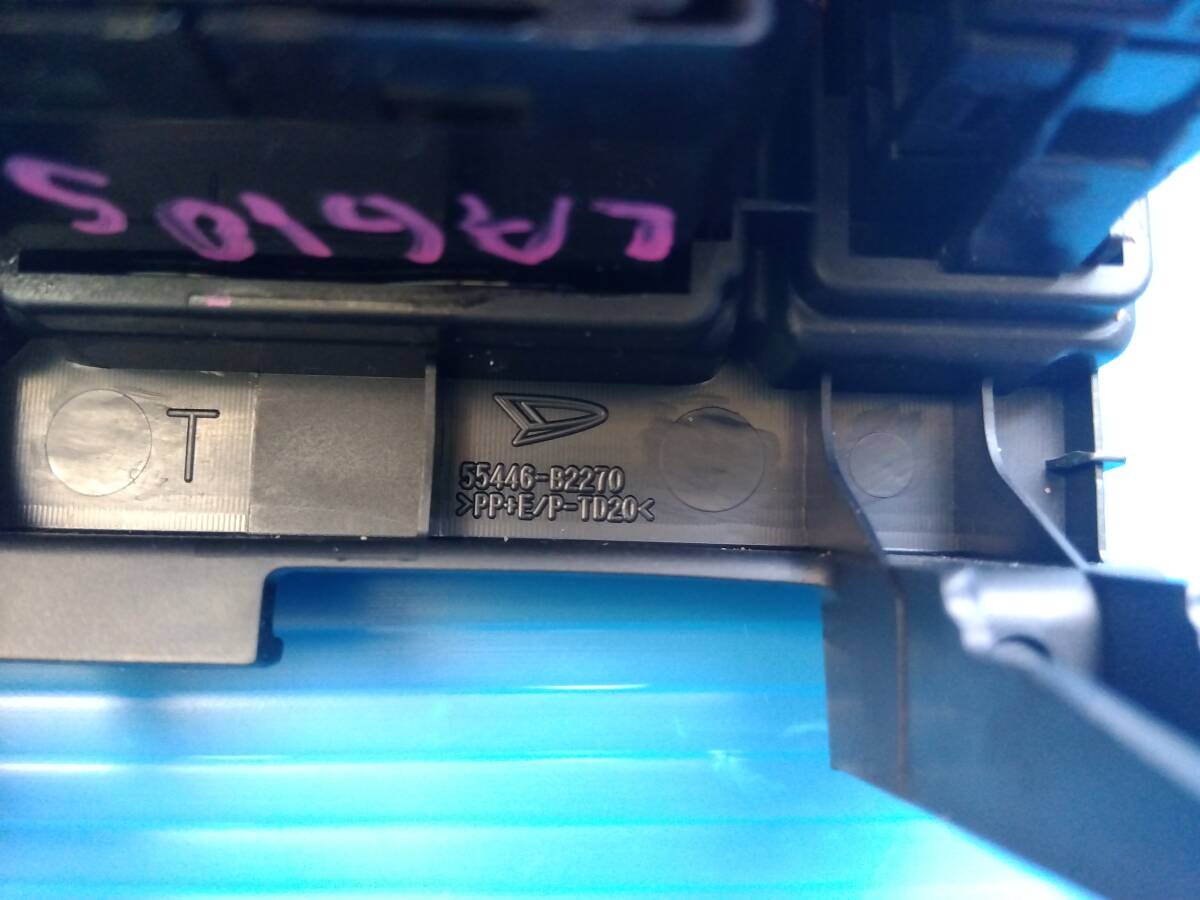 LA610S
T
55446-B2270
>PP+E/P-TD20<